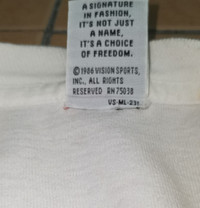 A SIGNATURE
IN FASHION,
IT'S NOT JUST
A NAME,
IT'S A CHOICE
OF FREEDOM.
©1986 VISION SPORTS,
INC., ALL RIGHTS
RESERVED RN 75038
VS-ML-231